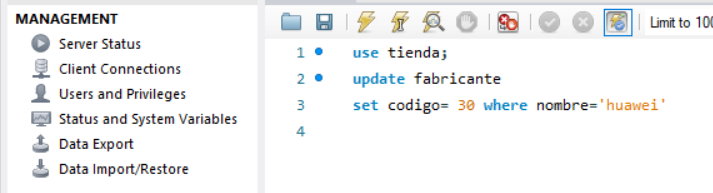 MANAGEMENT
Server Status
Client Connections
Users and Privileges
Status and System Variables
Data Export
Data Import/Restore
Limit to 100
1 use tienda;
2 update fabricante
3 set codigo= 30 where nombre='huawei'
4